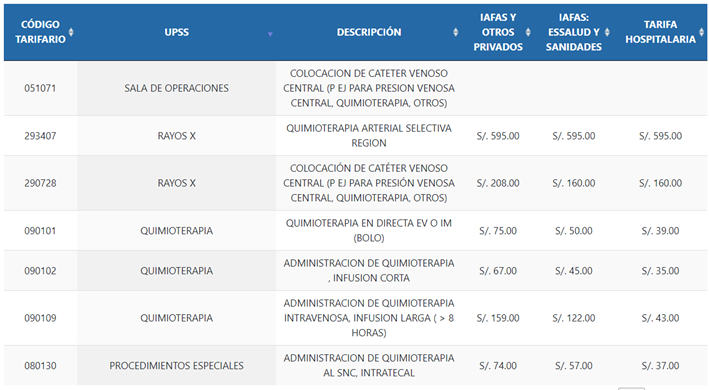 CÓDIGO TARIFARIO UPSS DESCRIPCIÓN IAFAS Y OTROS PRIVADOS IAFAS: ESSALUD Y SANIDADES TARIFA HOSPITALARIA
051071 SALA DE OPERACIONES COLOCACION DE CATETER VENOSO
CENTRAL (P EJ PARA PRESION VENOSA
CENTRAL, QUIMIOTERAPIA, OTROS)
293407 RAYOS X QUIMIOTERAPIA ARTERIAL SELECTIVA
REGION S/. 595.00 S/. 595.00 S/. 595.00
290728 RAYOS X COLOCACIÓN DE CATÉTER VENOSO
CENTRAL (P EJ PARA PRESIÓN VENOSA
CENTRAL, QUIMIOTERAPIA, OTROS) S/. 208.00 S/. 160.00 S/. 160.00
090101 QUIMIOTERAPIA QUIMIOTERAPIA EN DIRECTA EV O IM
(BOLO) S/. 75.00 S/. 50.00 S/. 39.00
090102 QUIMIOTERAPIA ADMINISTRACION DE QUIMIOTERAPIA
, INFUSION CORTA S/. 67.00 S/. 45.00 S/. 35.00
090109 QUIMIOTERAPIA ADMINISTRACION DE QUIMIOTERAPIA
INTRAVENOSA, INFUSION LARGA ( > 8
HORAS) S/. 159.00 S/. 122.00 S/. 43.00
080130 PROCEDIMIENTOS ESPECIALES ADMINISTRACION DE QUIMIOTERAPIA
AL SNC, INTRATECAL S/. 74.00 S/. 57.00 S/. 37.00